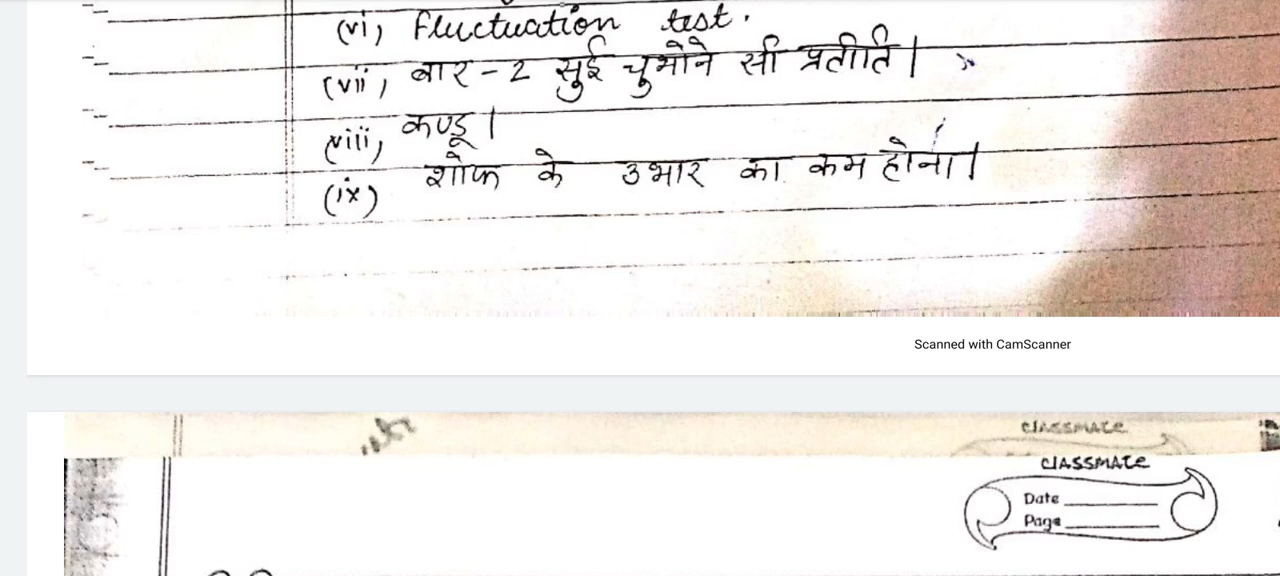 (vi) Fluctuation test.
(vii) बार-2 सुई चुभोने सी प्रतीति।
(viii) कण्डू।
(ix) शोफ के उभार का कम होना।
Scanned with CamScanner
classmate
classmate
Date
Page